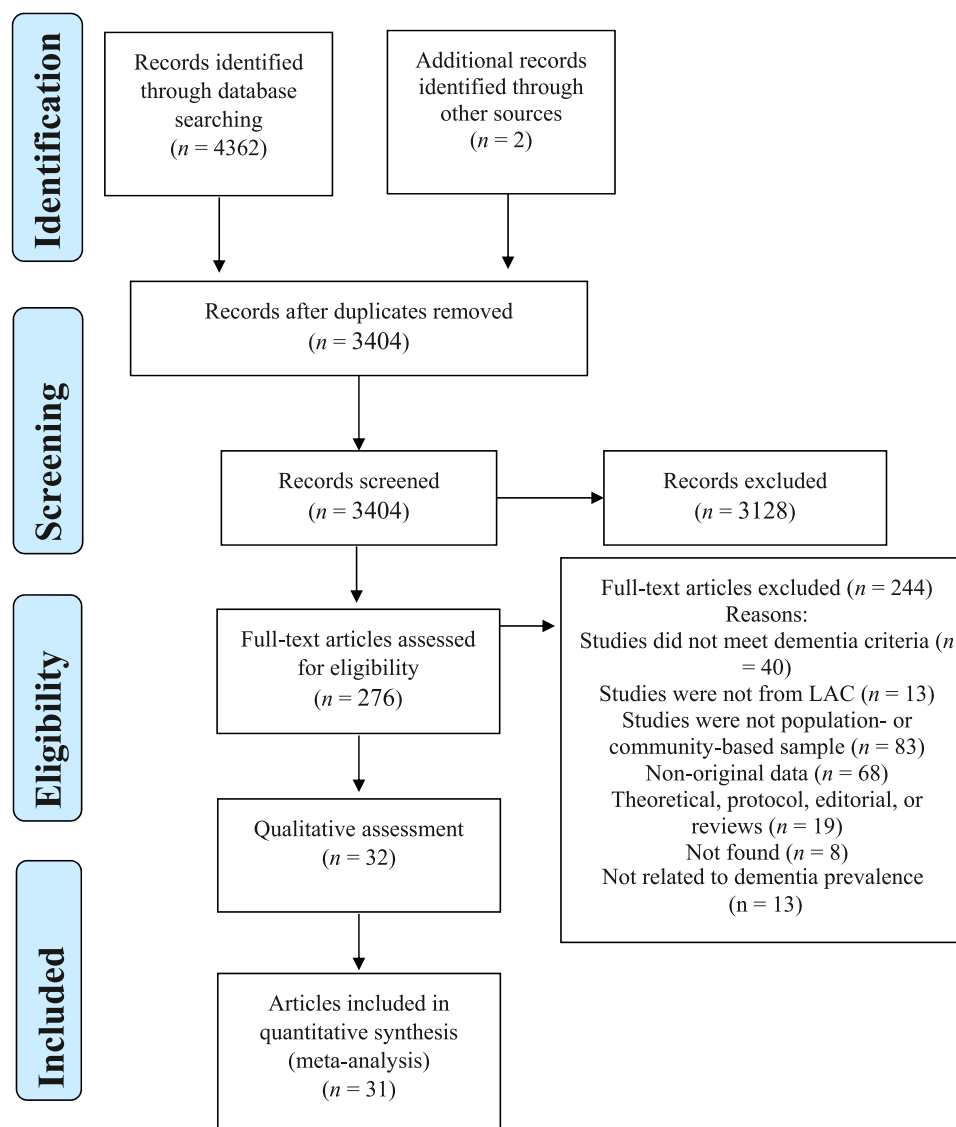 Identification
Records identified
through database
searching
(n = 4362)
Additional records
identified through
other sources
(n = 2)
Records after duplicates removed
(n = 3404)
Screening
Records screened
(n = 3404)
Records excluded
(n = 3128)
Eligibility
Full-text articles assessed
for eligibility
(n = 276)
Full-text articles excluded (n = 244)
Reasons:
Studies did not meet dementia criteria (n
= 40)
Studies were not from LAC (n = 13)
Studies were not population- or
community-based sample (n = 83)
Non-original data (n = 68)
Theoretical, protocol, editorial, or
reviews (n = 19)
Not found (n = 8)
Not related to dementia prevalence
(n = 13)
Qualitative assessment
(n = 32)
Included
Articles included in
quantitative synthesis
(meta-analysis)
(n = 31)